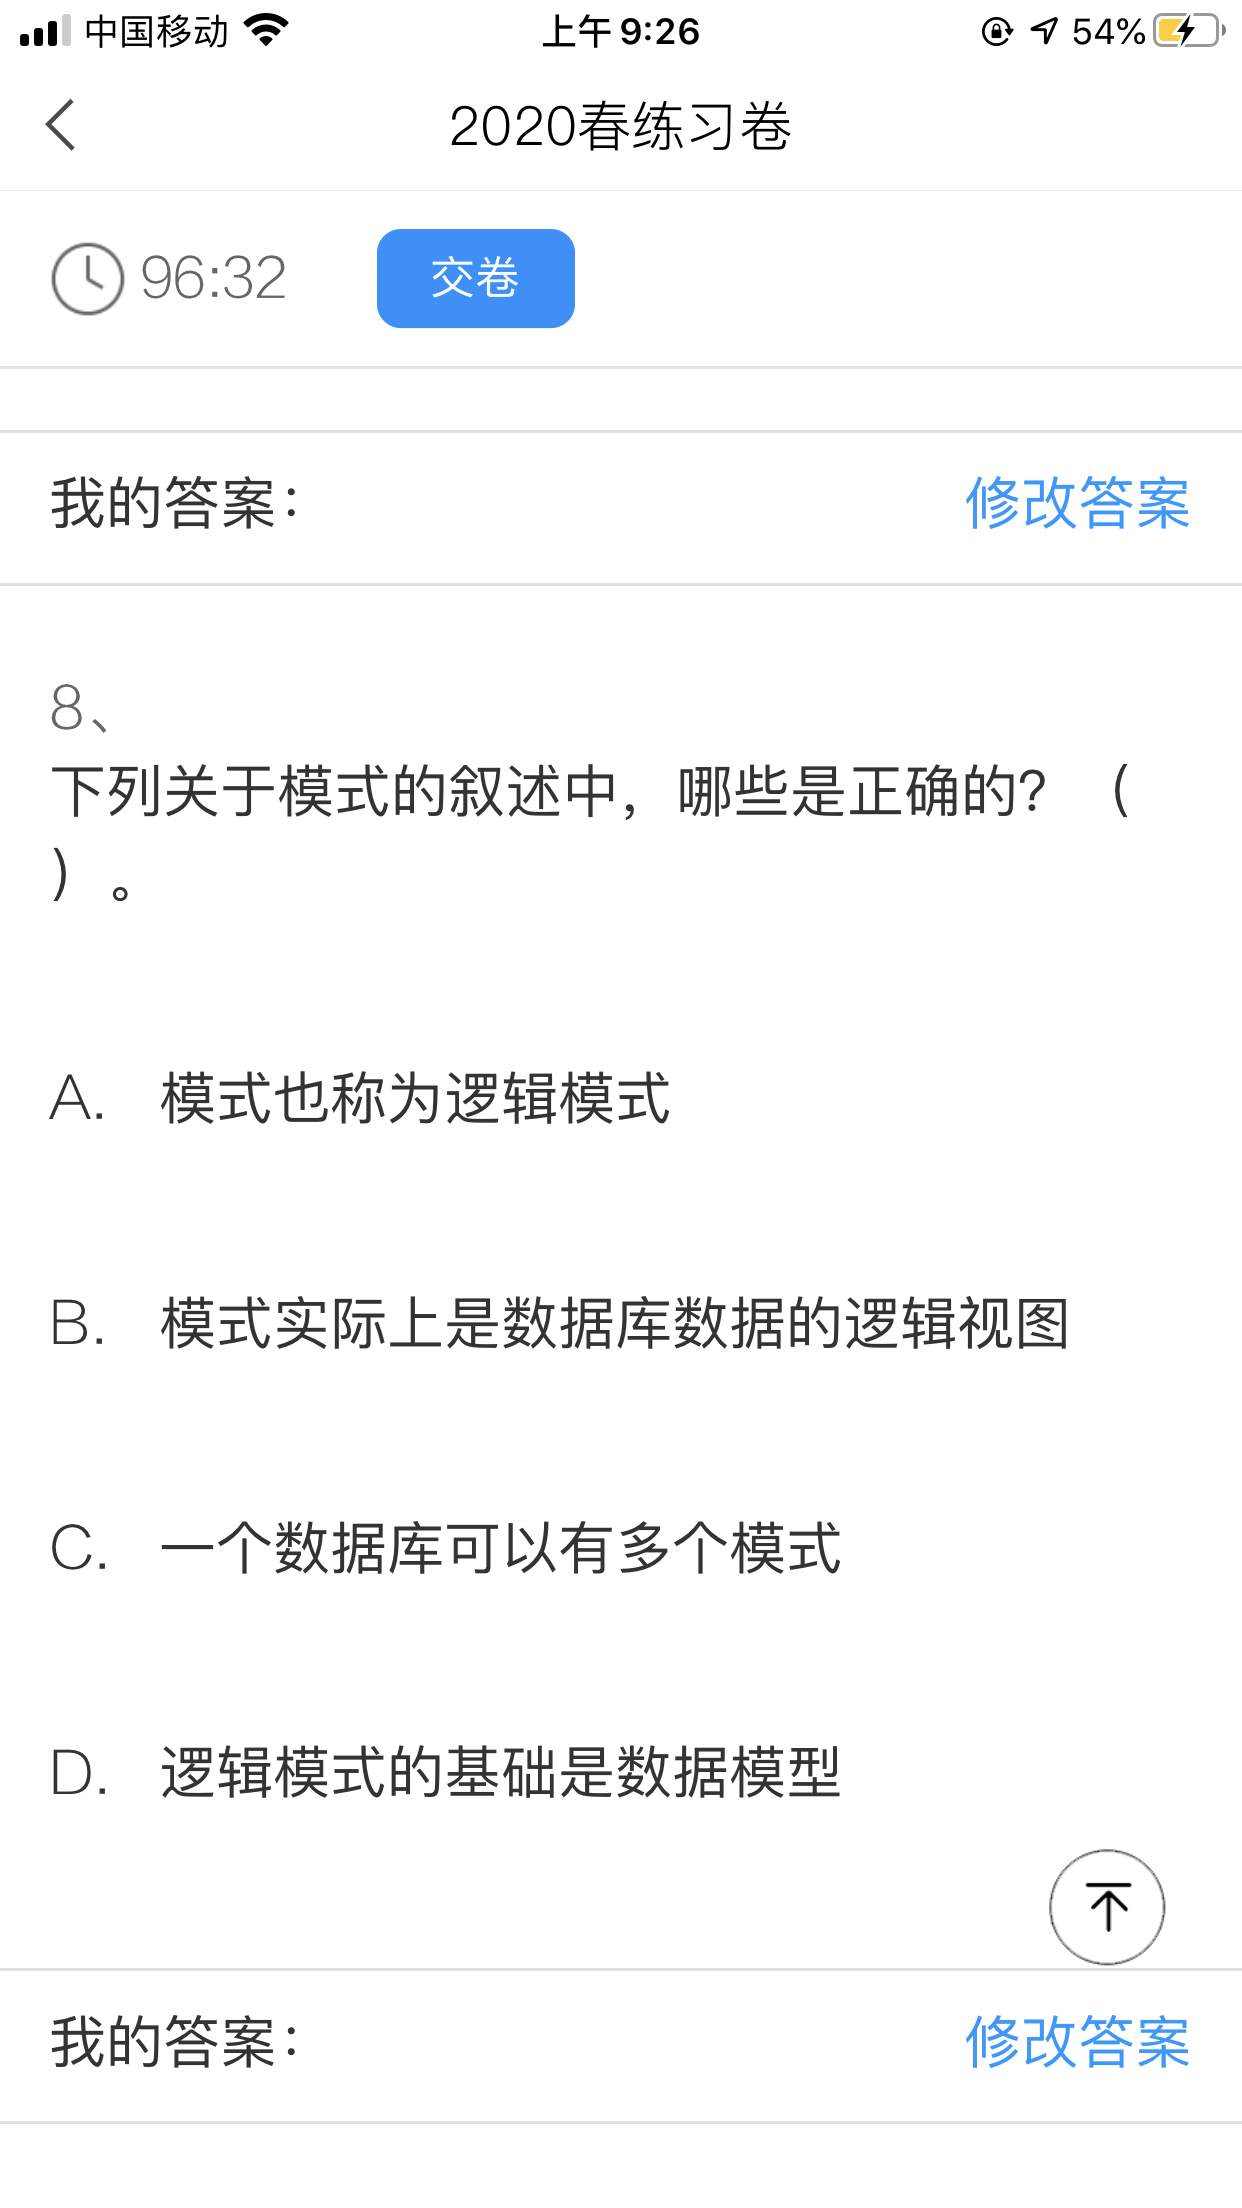 中国移动 上午 9:26 54%
2020春练习卷
96:32 交卷
我的答案： 修改答案
8、
下列关于模式的叙述中，哪些是正确的？（
）。
A. 模式也称为逻辑模式
B. 模式实际上是数据库数据的逻辑视图
C. 一个数据库可以有多个模式
D. 逻辑模式的基础是数据模型
我的答案： 修改答案